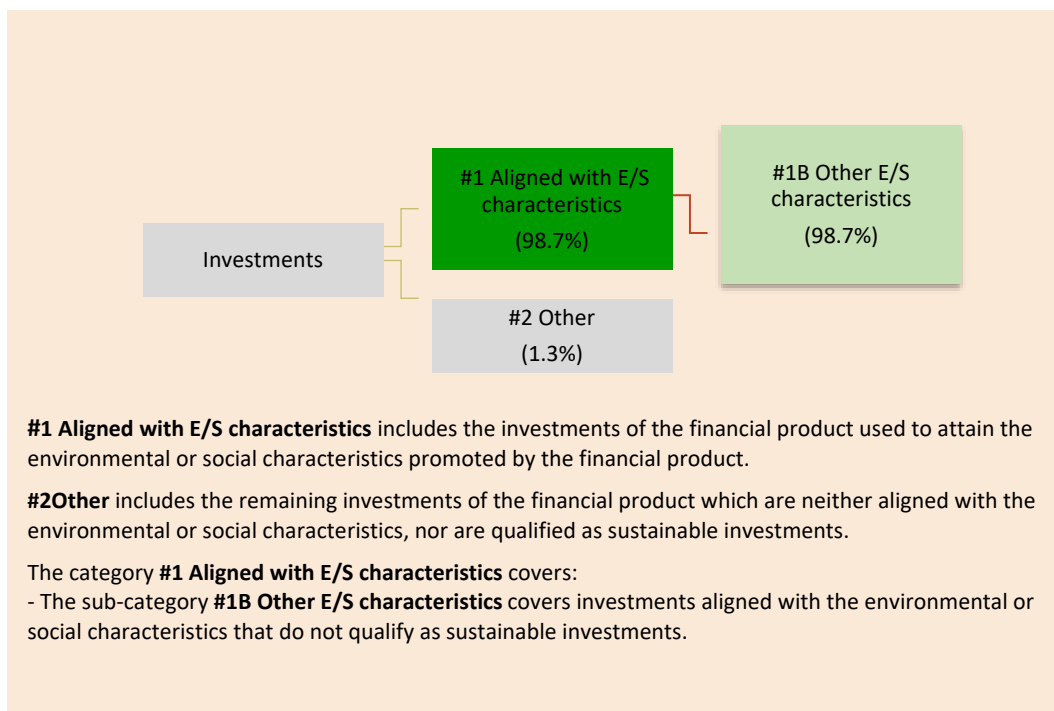 Investments
#1 Aligned with E/S
characteristics
(98.7%)
#1B Other E/S
characteristics
(98.7%)
#2 Other
(1.3%)
#1 Aligned with E/S characteristics includes the investments of the financial product used to attain the
environmental or social characteristics promoted by the financial product.
#2Other includes the remaining investments of the financial product which are neither aligned with the
environmental or social characteristics, nor are qualified as sustainable investments.
The category #1 Aligned with E/S characteristics covers:
- The sub-category #1B Other E/S characteristics covers investments aligned with the environmental or
social characteristics that do not qualify as sustainable investments.